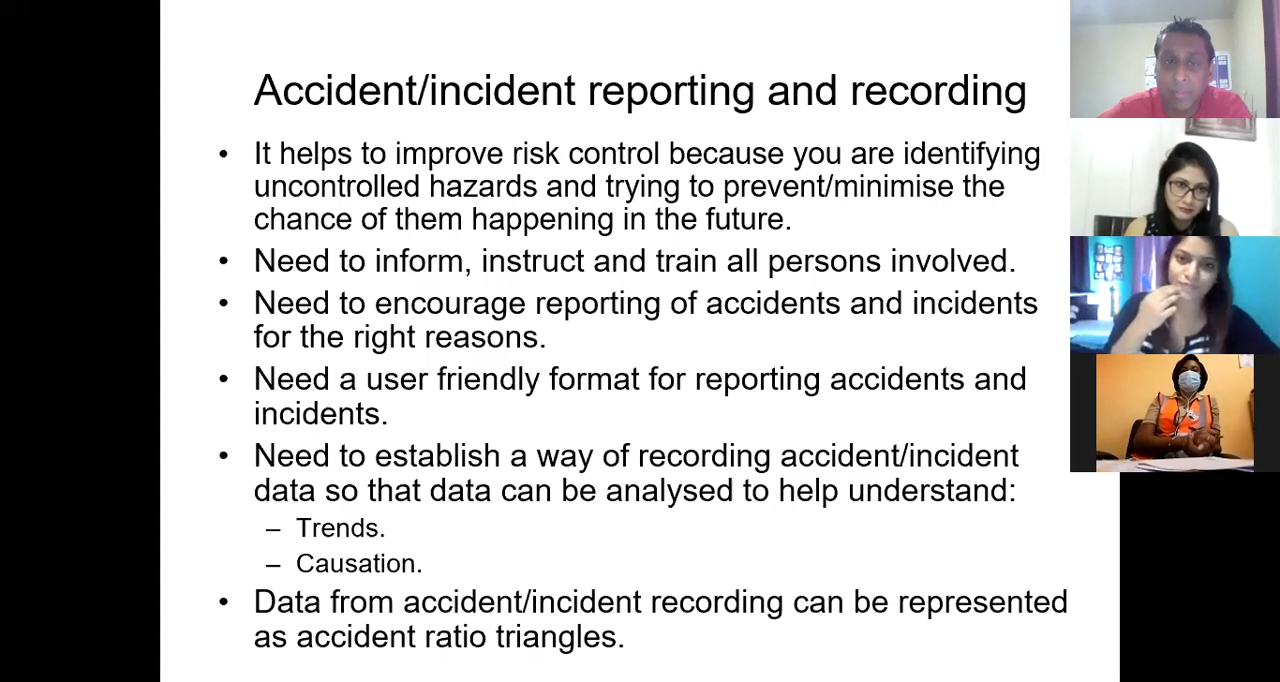 Accident/incident reporting and recording
• It helps to improve risk control because you are identifying
uncontrolled hazards and trying to prevent/minimise the
chance of them happening in the future.
• Need to inform, instruct and train all persons involved.
• Need to encourage reporting of accidents and incidents
for the right reasons.
• Need a user friendly format for reporting accidents and
incidents.
• Need to establish a way of recording accident/incident
data so that data can be analysed to help understand:
– Trends.
– Causation.
• Data from accident/incident recording can be represented
as accident ratio triangles.